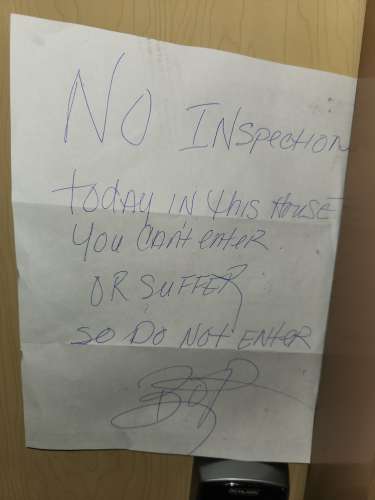 NO INSpection
today IN this HOUSE
YOU CAN'T enter
OR SUFFER
SO DO NOT ENTER